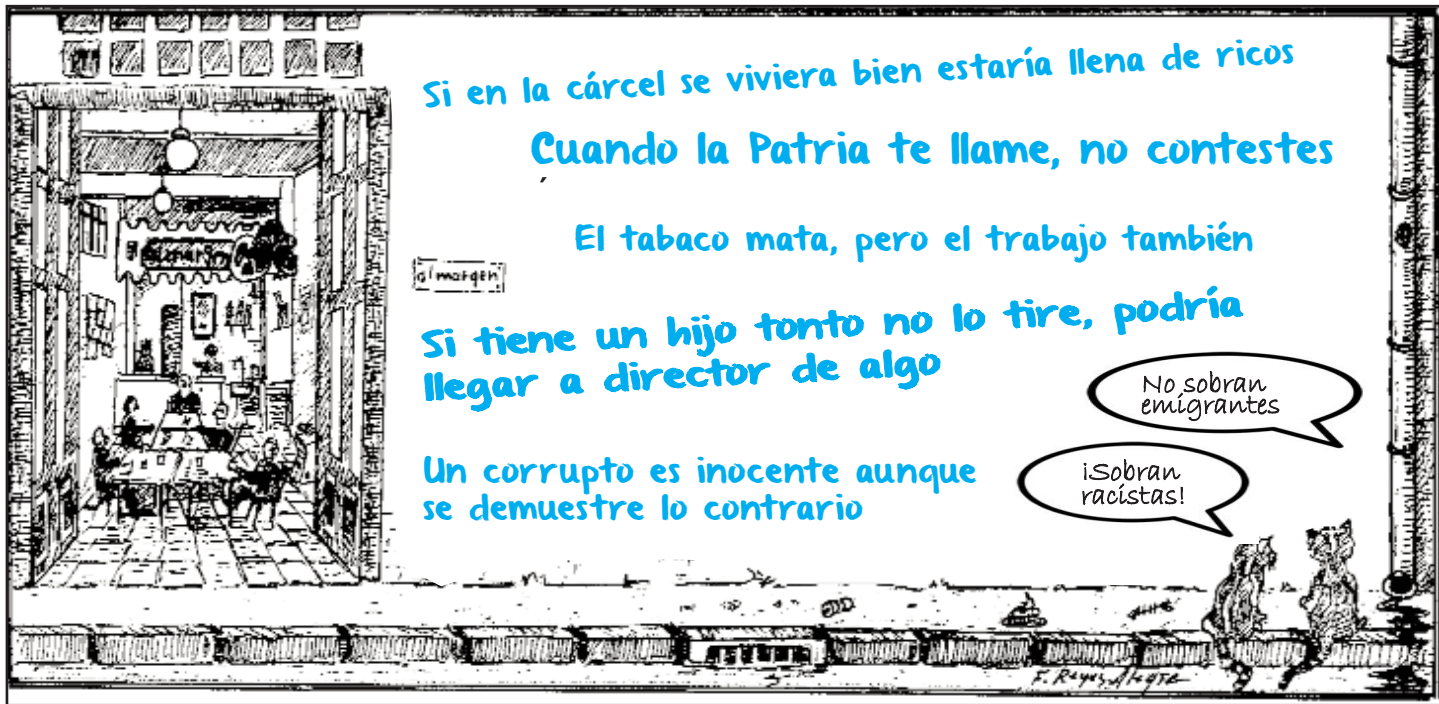 Si en la cárcel se viviera bien estaría llena de ricos
Cuando la Patria te llame, no contestes
El tabaco mata, pero el trabajo también
al margen
Si tiene un hijo tonto no lo tire, podría
llegar a director de algo
No sobran
emigrantes
Un corrupto es inocente aunque
se demuestre lo contrario
¡Sobran
racistas!
F. Reyes Alegre